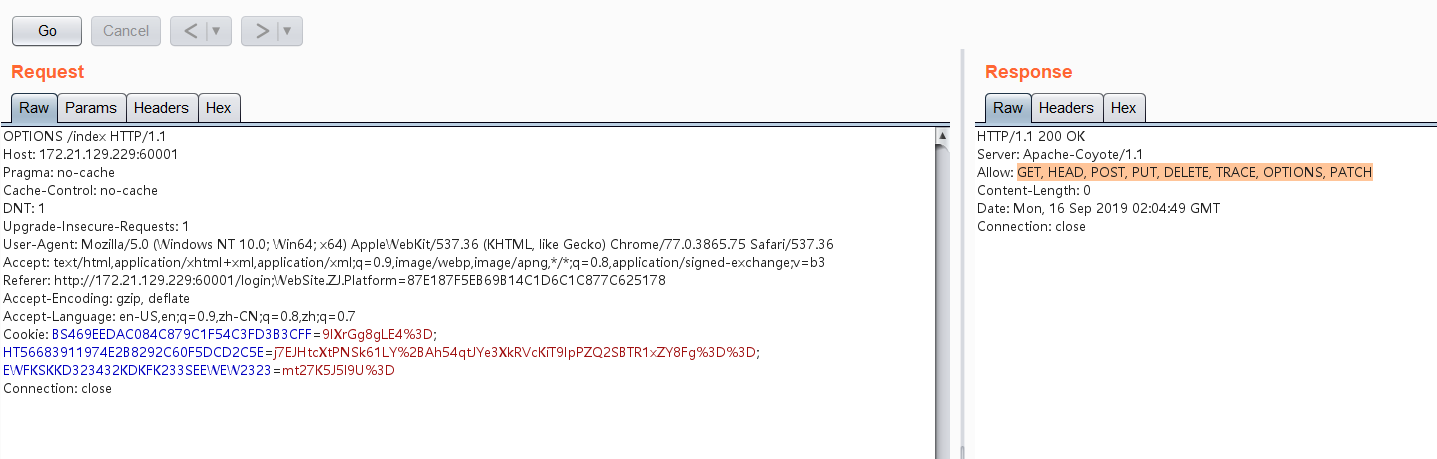 Go Cancel < ▼ > ▼
Request
Raw Params Headers Hex
OPTIONS /index HTTP/1.1
Host: 172.21.129.229:60001
Pragma: no-cache
Cache-Control: no-cache
DNT: 1
Upgrade-Insecure-Requests: 1
User-Agent: Mozilla/5.0 (Windows NT 10.0; Win64; x64) AppleWebKit/537.36 (KHTML, like Gecko) Chrome/77.0.3865.75 Safari/537.36
Accept: text/html,application/xhtml+xml,application/xml;q=0.9,image/webp,image/apng,*/*;q=0.8,application/signed-exchange;v=b3
Referer: http://172.21.129.229:60001/login;WebSite.ZJ.Platform=87E187F5EB69B14C1D6C1C877C625178
Accept-Encoding: gzip, deflate
Accept-Language: en-US,en;q=0.9,zh-CN;q=0.8,zh;q=0.7
Cookie: BS469EEDAC084C879C1F54C3FD3B3CFF=9lXrGg8gLE4%3D;
HT56683911974E2B8292C60F5DCD2C5E=j7EJHtcXtPNSk61LY%2BAh54qtJYe3XkRVcKiT9IpPZQ2SBTR1xZY8Fg%3D%3D;
EWFKSKKD323432KDKFK233SEEWEW2323=mt27K5J5I9U%3D
Connection: close
Response
Raw Headers Hex
HTTP/1.1 200 OK
Server: Apache-Coyote/1.1
Allow: GET, HEAD, POST, PUT, DELETE, TRACE, OPTIONS, PATCH
Content-Length: 0
Date: Mon, 16 Sep 2019 02:04:49 GMT
Connection: close